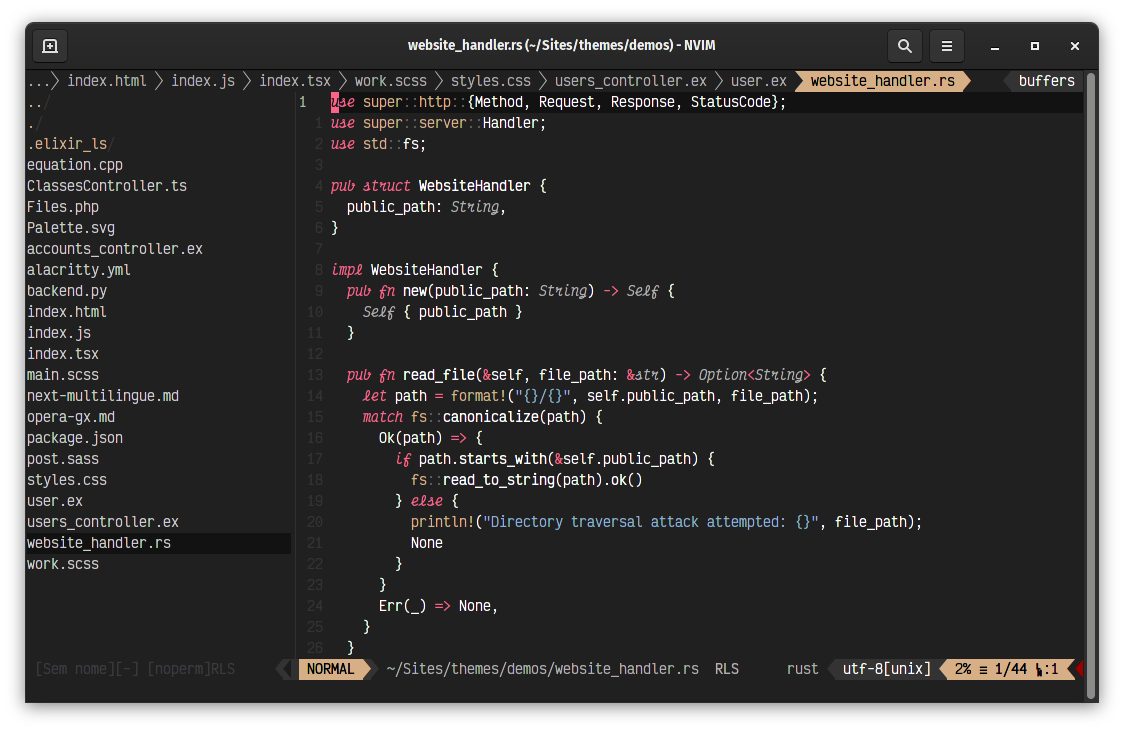 website_handler.rs (~/Sites/themes/demos) - NVIM
... index.html index.js index.tsx work.scss styles.css users_controller.ex user.ex website_handler.rs buffers
../
./
.elixir_ls/
equation.cpp
ClassesController.ts
Files.php
Palette.svg
accounts_controller.ex
alacritty.yml
backend.py
index.html
index.js
index.tsx
main.scss
next-multilingue.md
opera-gx.md
package.json
post.sass
styles.css
user.ex
users_controller.ex
website_handler.rs
work.scss
1 use super::http::{Method, Request, Response, StatusCode};
1 use super::server::Handler;
2 use std::fs;
3
4 pub struct WebsiteHandler {
5 public_path: String,
6 }
7
8 impl WebsiteHandler {
9 pub fn new(public_path: String) -> Self {
10 Self { public_path }
11 }
12
13 pub fn read_file(&self, file_path: &str) -> Option<String> {
14 let path = format!("{}/{}", self.public_path, file_path);
15 match fs::canonicalize(path) {
16 Ok(path) => {
17 if path.starts_with(&self.public_path) {
18 fs::read_to_string(path).ok()
19 } else {
20 println!("Directory traversal attack attempted: {}", file_path);
21 None
22 }
23 }
24 Err(_) => None,
25 }
26 }
[Sem nome][-] [noperm]RLS NORMAL ~/Sites/themes/demos/website_handler.rs RLS rust utf-8[unix] 2% ≡ 1/44 ㏑:1